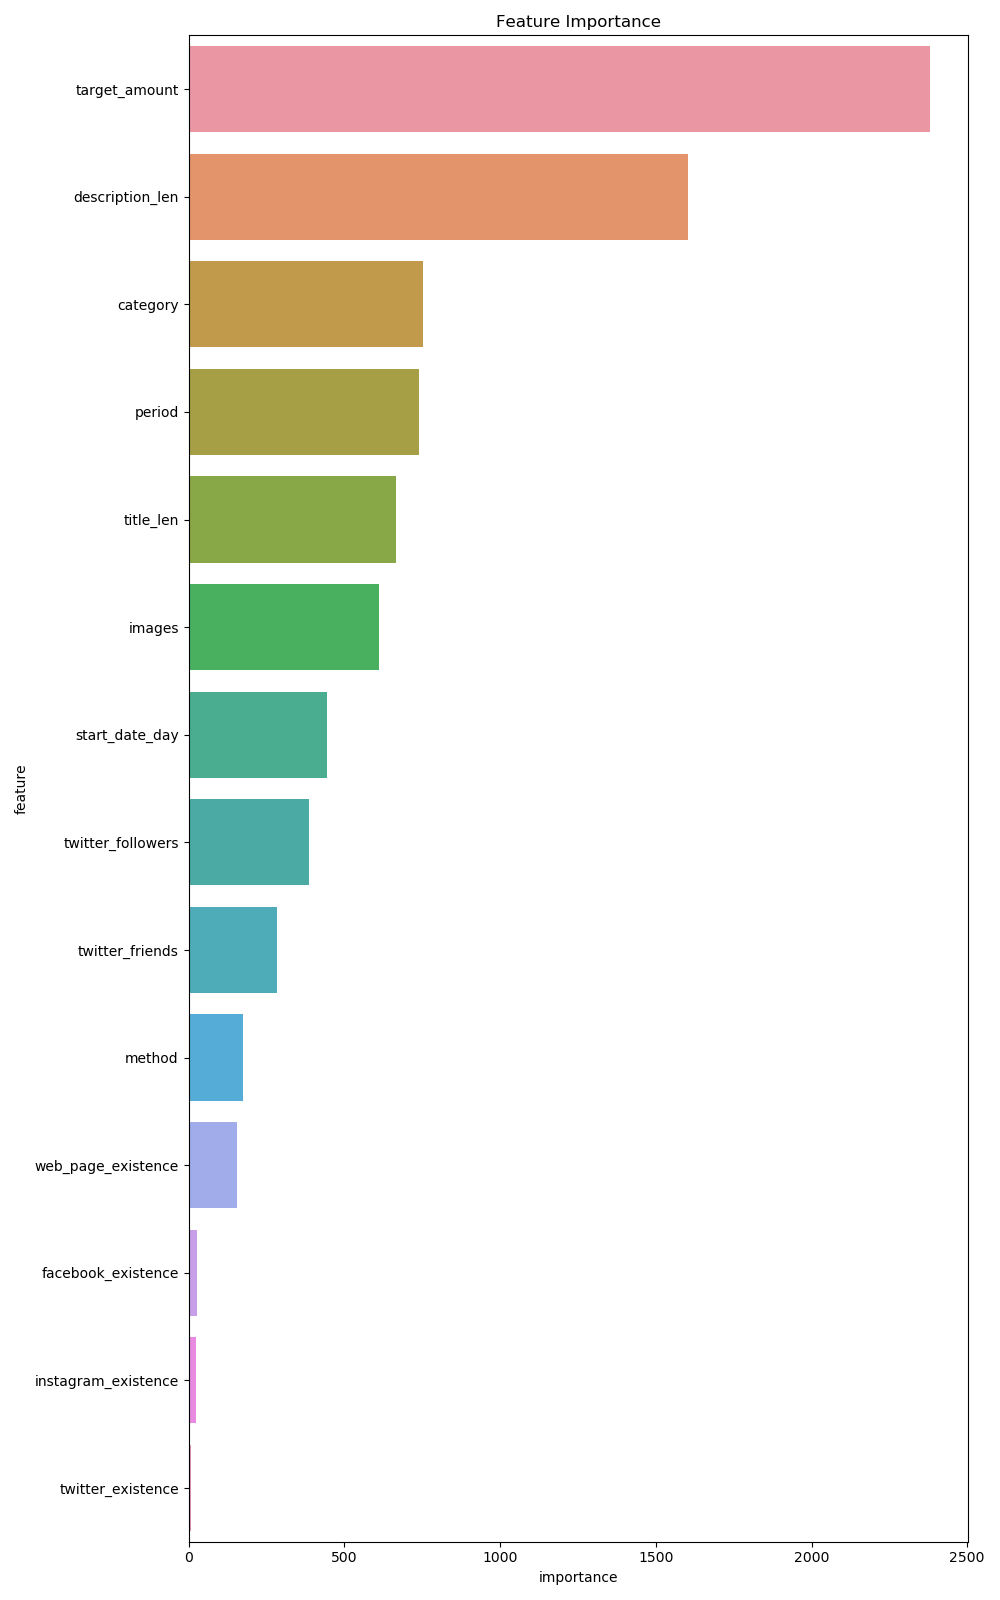 Feature Importance
target_amount
description_len
category
period
title_len
images
start_date_day
twitter_followers
twitter_friends
method
web_page_existence
facebook_existence
instagram_existence
twitter_existence
feature
0 500 1000 1500 2000 2500
importance